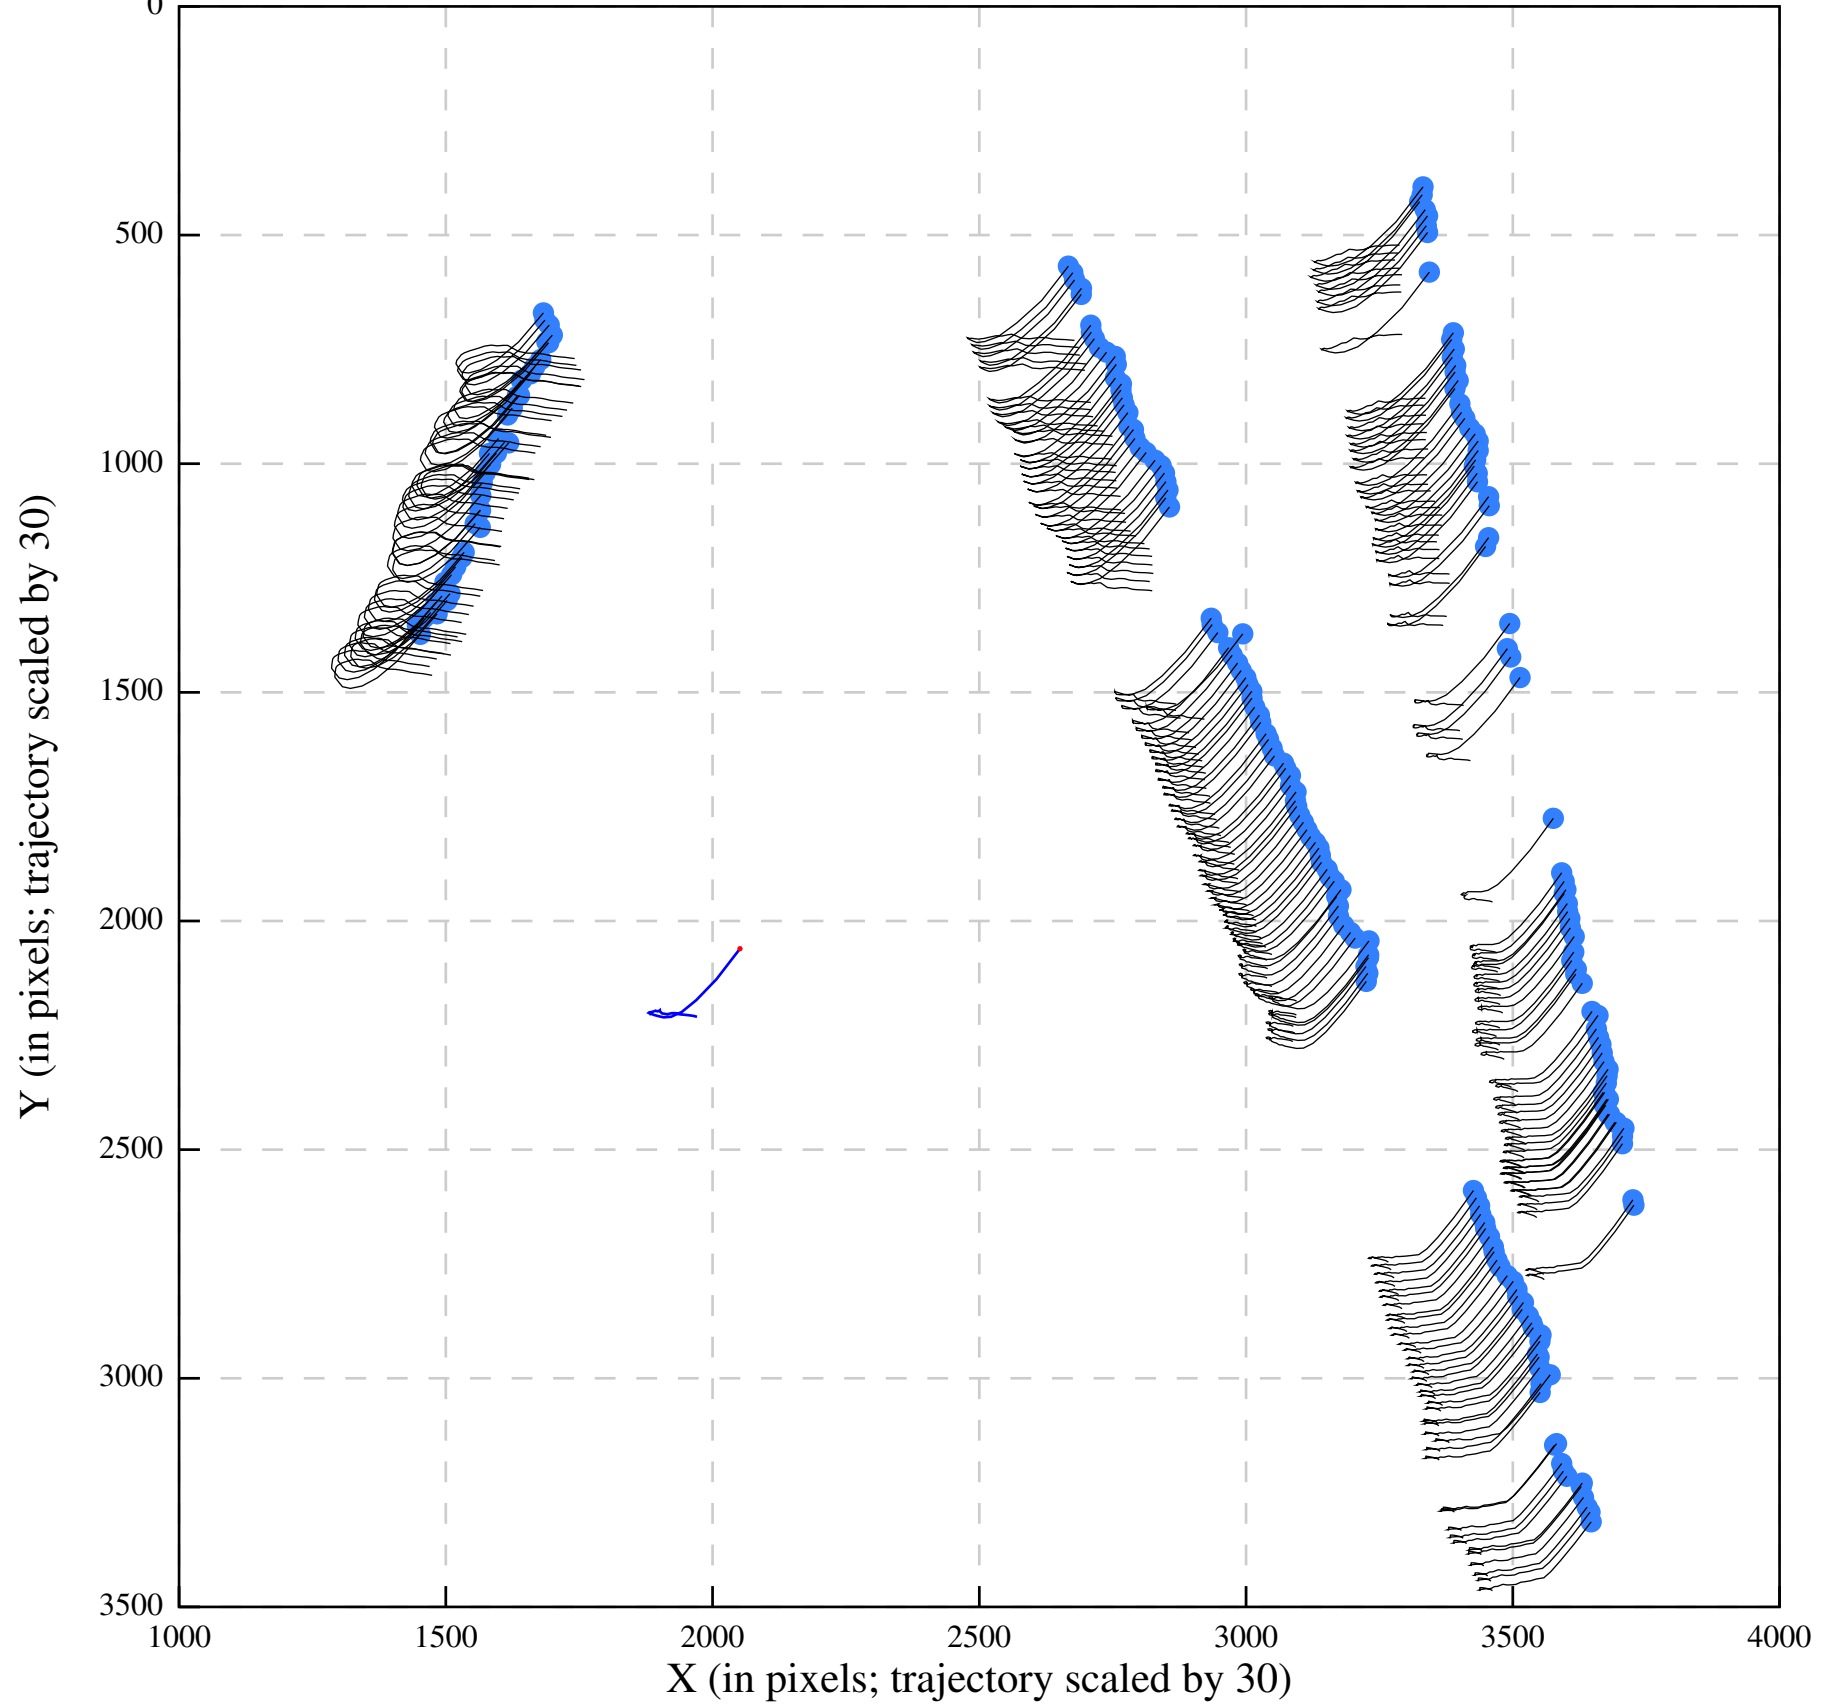 0
500
1000
1500
2000
2500
3000
3500
1000 1500 2000 2500 3000 3500 4000
X (in pixels; trajectory scaled by 30)
Y (in pixels; trajectory scaled by 30)